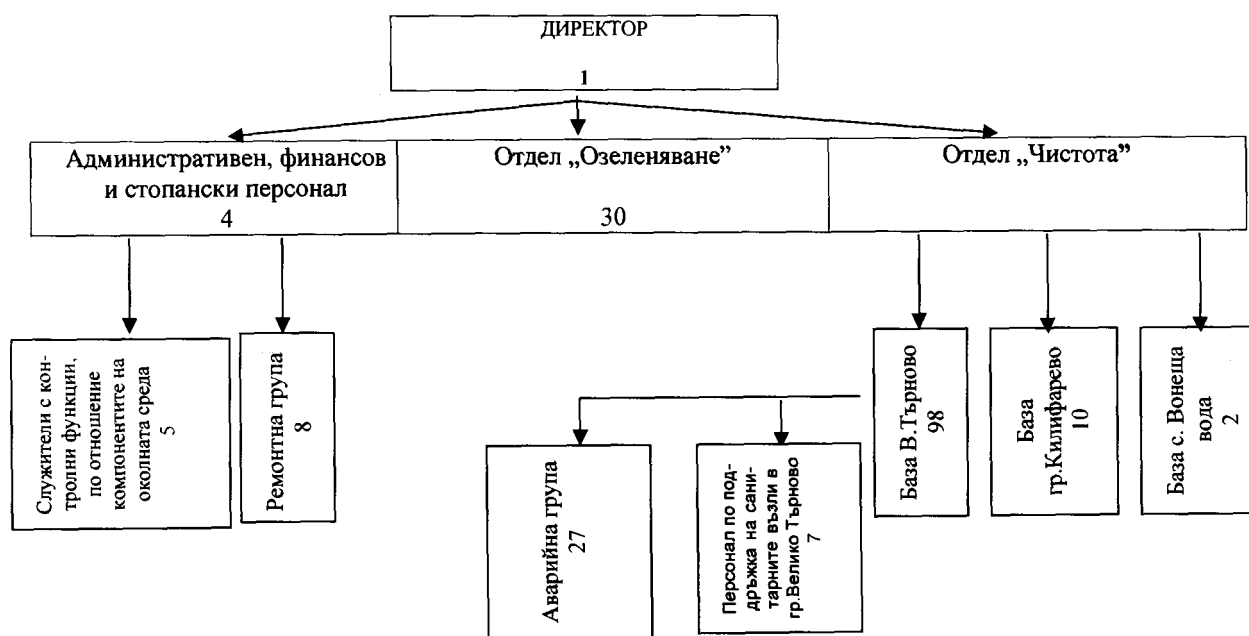 ДИРЕКТОР
1
Административен, финансов
и стопански персонал
4
Отдел „Озеленяване”
30
Отдел „Чистота”
Служители с кон-
тролни функции,
по отношение
компонентите на
околната среда
5
Ремонтна група
8
База В.Търново
98
База
гр.Килифарево
10
База с. Вонеща
вода
2
Аварийна група
27
Персонал по под-
дръжка на сани-
тарните възли в
гр.Велико Търново
7